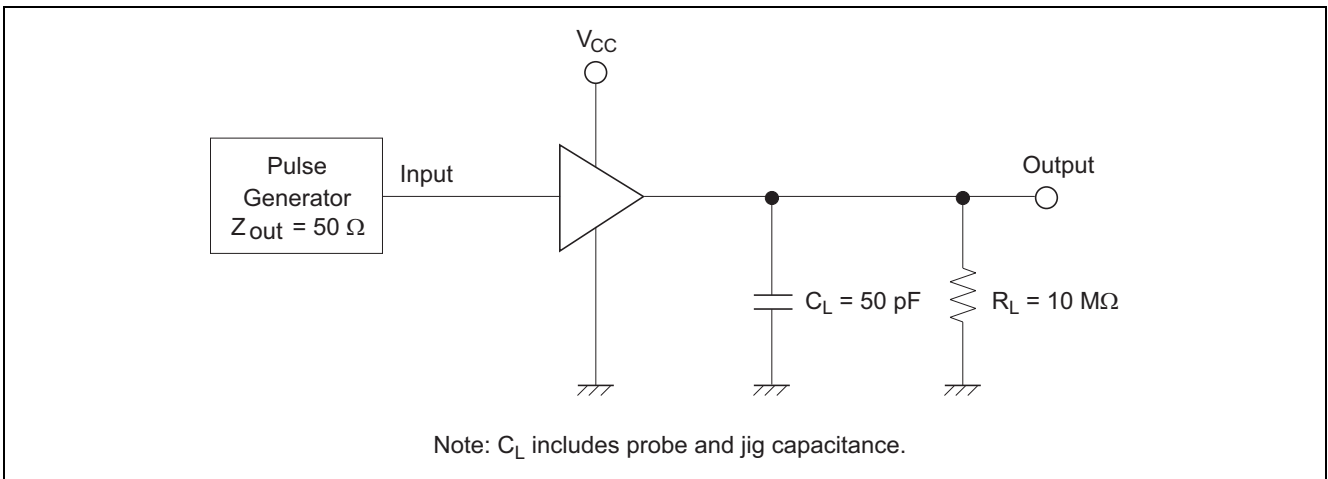 VCC
Pulse
Generator
Zout = 50 Ω
Input
Output
CL = 50 pF
RL = 10 MΩ
Note: CL includes probe and jig capacitance.